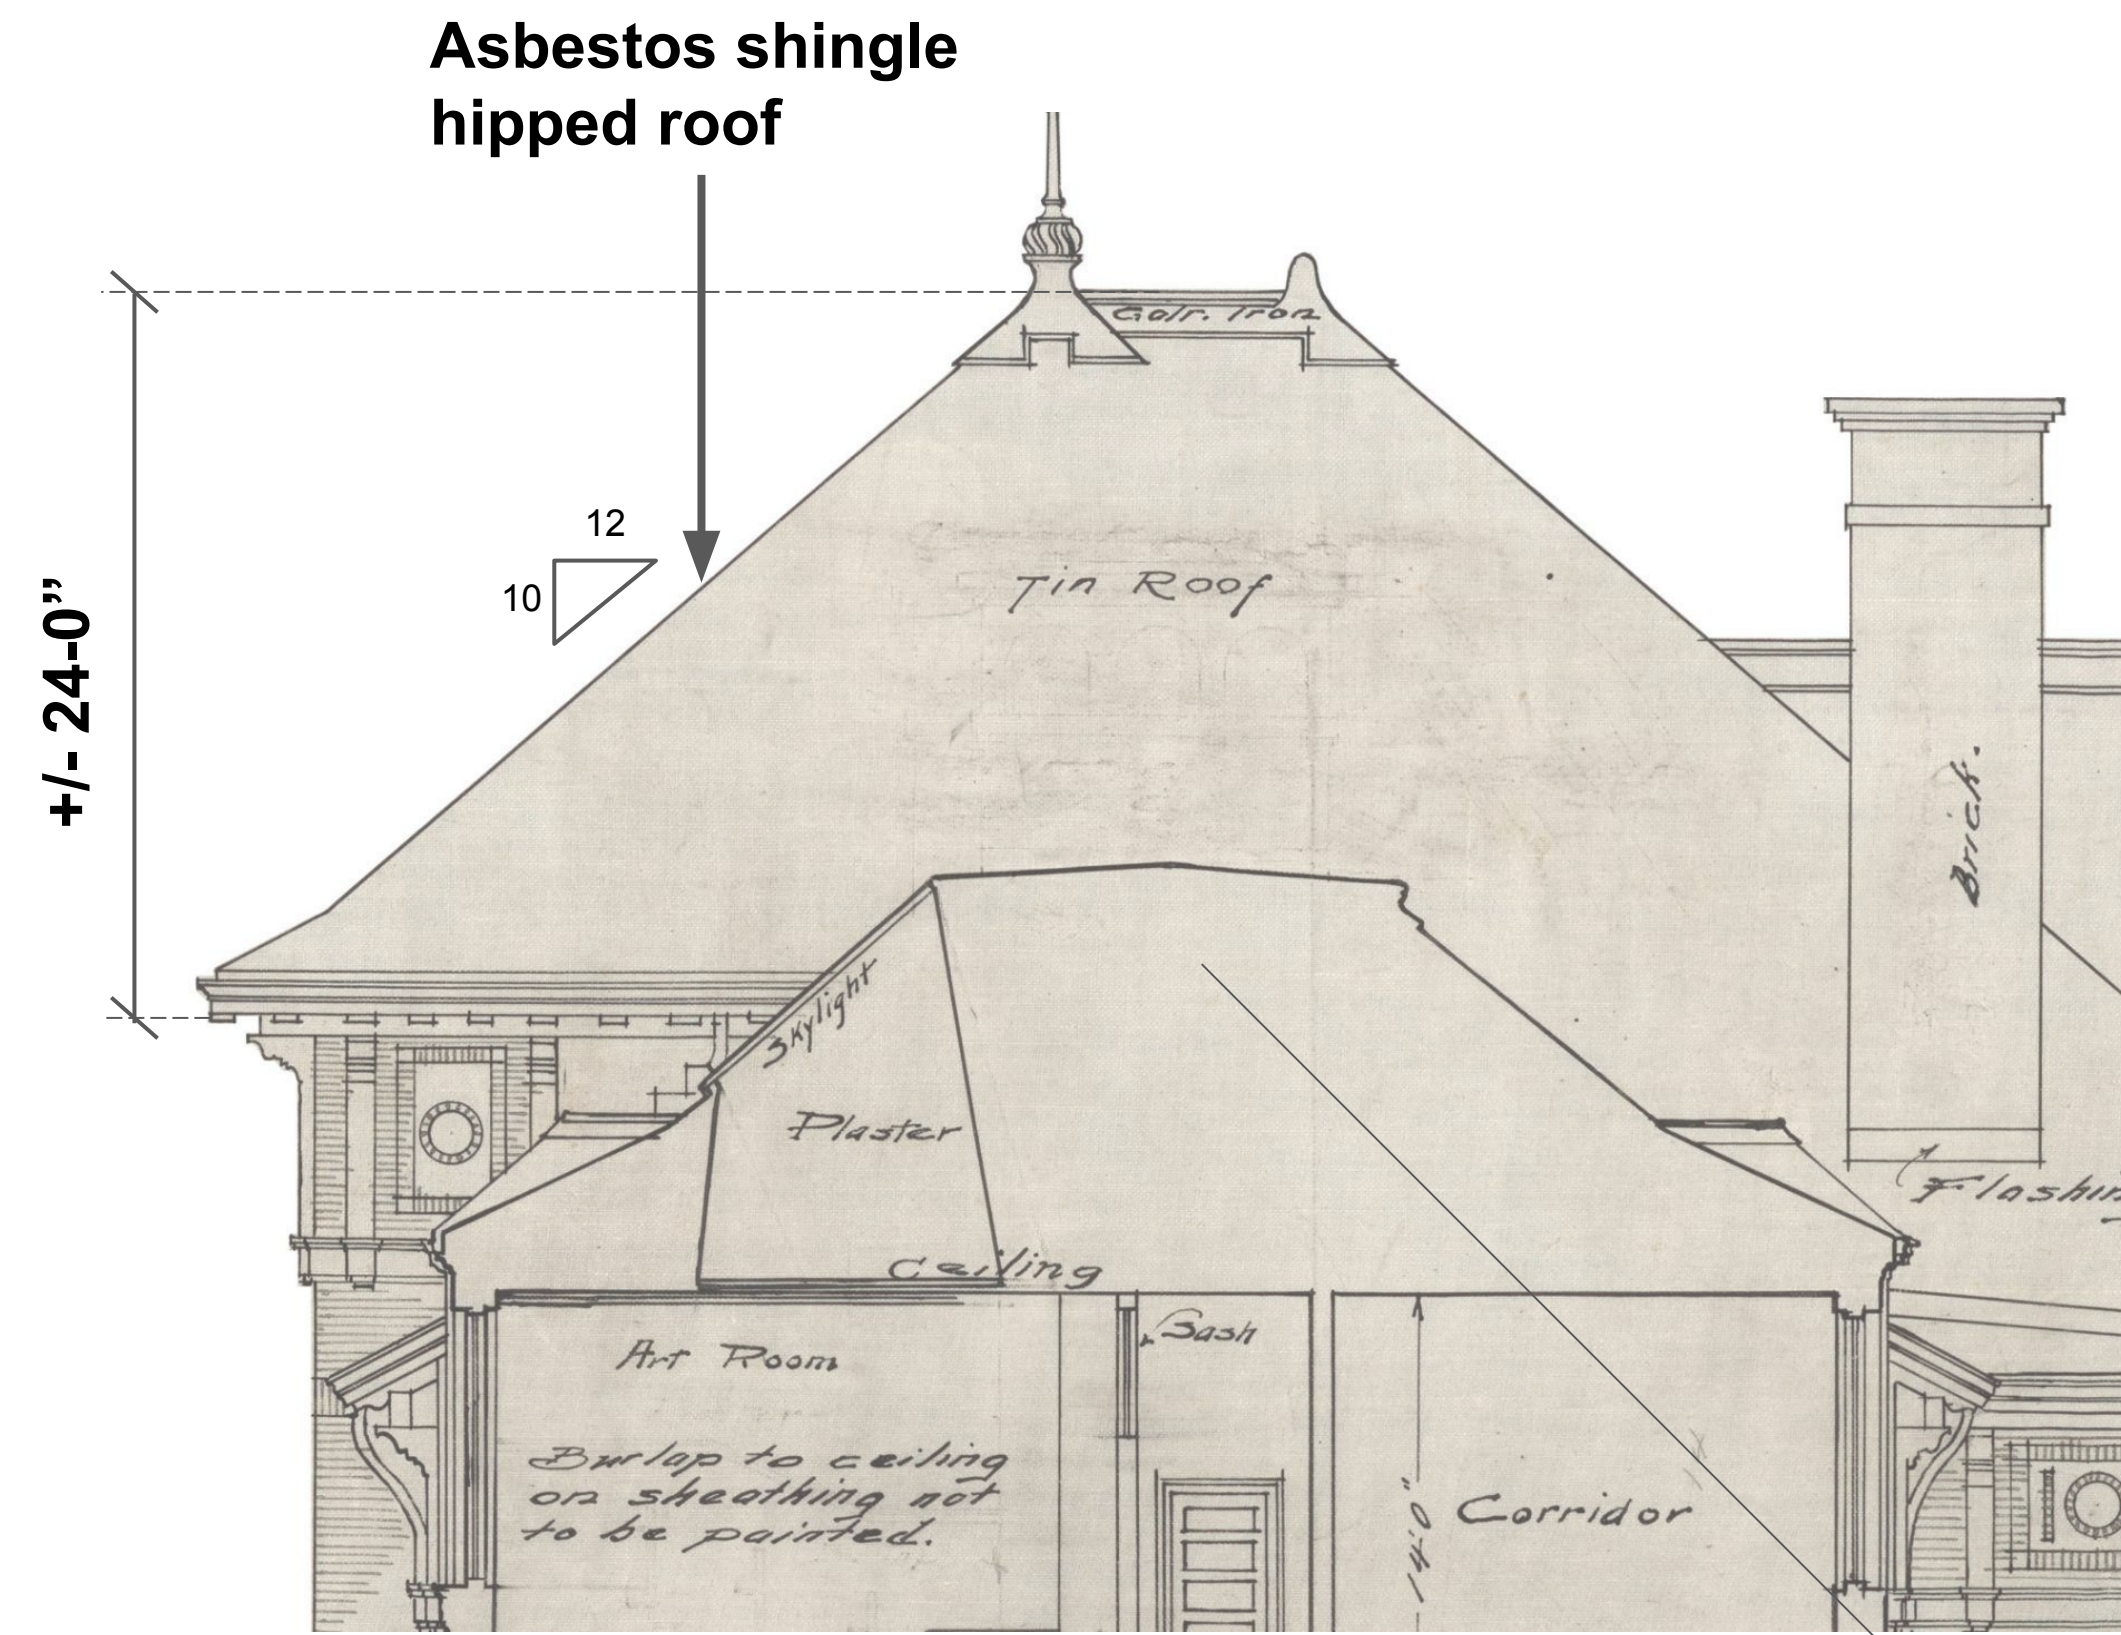 Asbestos shingle
hipped roof
Galv. Iron
12
10
+/- 24-0”
Tin Roof
Brick.
Skylight
Plaster
Flashin
Ceiling
Sash
Art Room
Burlap to ceiling
on sheathing not
to be painted.
14'-0"
Corridor